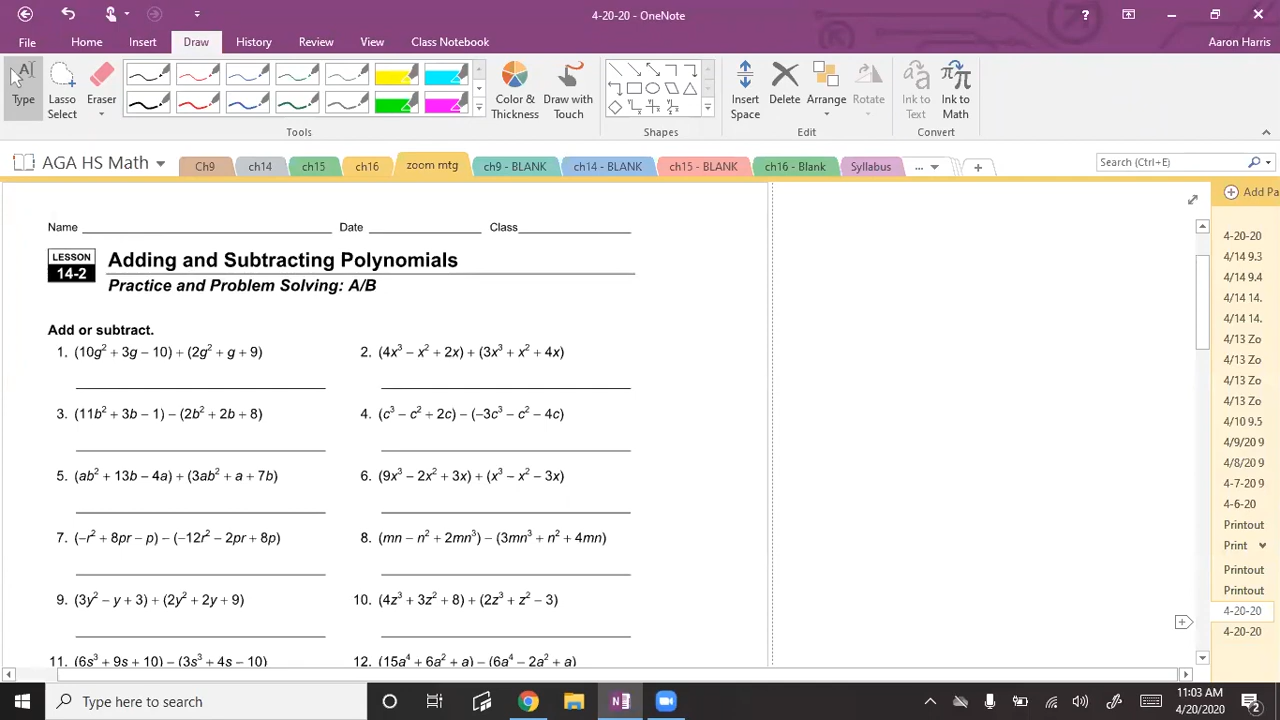 4-20-20 - OneNote
File Home Insert Draw History Review View Class Notebook Aaron Harris
Type Lasso Select Eraser Color & Thickness Draw with Touch Insert Space Delete Arrange Rotate Ink to Text Ink to Math
Tools Shapes Edit Convert
AGA HS Math Ch9 ch14 ch15 ch16 zoom mtg ch9 - BLANK ch14 - BLANK ch15 - BLANK ch16 - Blank Syllabus ... Search (Ctrl+E)
Add Pa
Name Date Class
LESSON
14-2
Adding and Subtracting Polynomials
Practice and Problem Solving: A/B
Add or subtract.
1. (10g² + 3g – 10) + (2g² + g + 9)
2. (4x³ – x² + 2x) + (3x³ + x² + 4x)
3. (11b² + 3b – 1) – (2b² + 2b + 8)
4. (c³ – c² + 2c) – (–3c³ – c² – 4c)
5. (ab² + 13b – 4a) + (3ab² + a + 7b)
6. (9x³ – 2x² + 3x) + (x³ – x² – 3x)
7. (–r² + 8pr – p) – (–12r² – 2pr + 8p)
8. (mn – n² + 2mn³) – (3mn³ + n² + 4mn)
9. (3y² – y + 3) + (2y² + 2y + 9)
10. (4z³ + 3z² + 8) + (2z³ + z² – 3)
11. (6s³ + 9s + 10) – (3s³ + 4s – 10)
12. (15a⁴ + 6a² + a) – (6a⁴ – 2a² + a)
4-20-20
4/14 9.3
4/14 9.4
4/14 14.
4/14 14.
4/13 Zo
4/13 Zo
4/13 Zo
4/13 Zo
4/10 9.5
4/9/20 9
4/8/20 9
4-7-20 9
4-6-20
Printout
Print
Printout
Printout
4-20-20
4-20-20
Type here to search
11:03 AM
4/20/2020
2